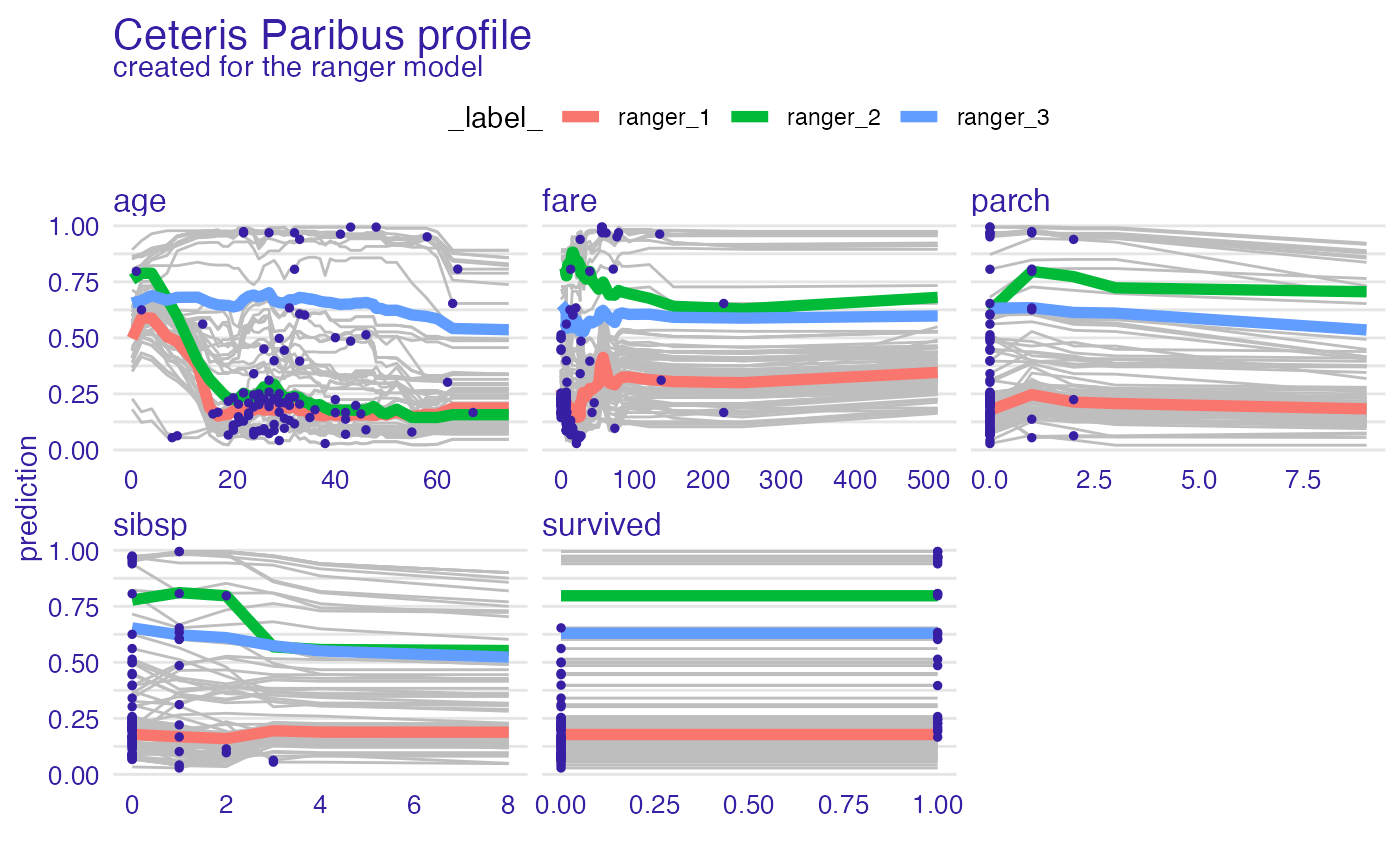 Ceteris Paribus profile
created for the ranger model
_label_ ranger_1 ranger_2 ranger_3
age fare parch
1.00
0.75
0.50
0.25
0.00
0 20 40 60 0 100 200 300 400 500 0.0 2.5 5.0 7.5
prediction
sibsp survived
1.00
0.75
0.50
0.25
0.00
0 2 4 6 8 0.00 0.25 0.50 0.75 1.00